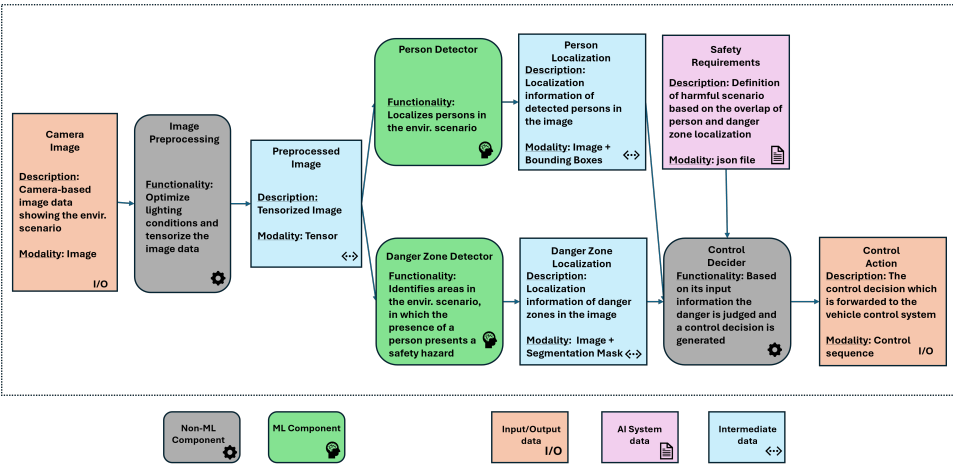 Camera
Image
Description:
Camera-based
image data
showing the envir.
scenario
Modality: Image
I/O
Image
Preprocessing
Functionality:
Optimize
lighting
conditions and
tensorize the
image data
Preprocessed
Image
Description:
Tensorized Image
Modality: Tensor
Person Detector
Functionality:
Localizes persons in
the envir. scenario
Person
Localization
Description:
Localization
information of
detected persons in
the image
Modality: Image +
Bounding Boxes
Safety
Requirements
Description: Definition
of harmful scenario
based on the overlap of
person and danger
zone localization
Modality: json file
Danger Zone Detector
Functionality:
Identifies areas in
the envir. scenario,
in which the
presence of a
person presents a
safety hazard
Danger Zone
Localization
Description:
Localization
information of danger
zones in the image
Modality: Image +
Segmentation Mask
Control
Decider
Functionality: Based
on its input
information the
danger is judged and
a control decision is
generated
Control
Action
Description: The
control decision which
is forwarded to the
vehicle control system
Modality: Control
sequence
I/O
Non-ML
Component
ML Component
Input/Output
data
I/O
AI System
data
Intermediate
data